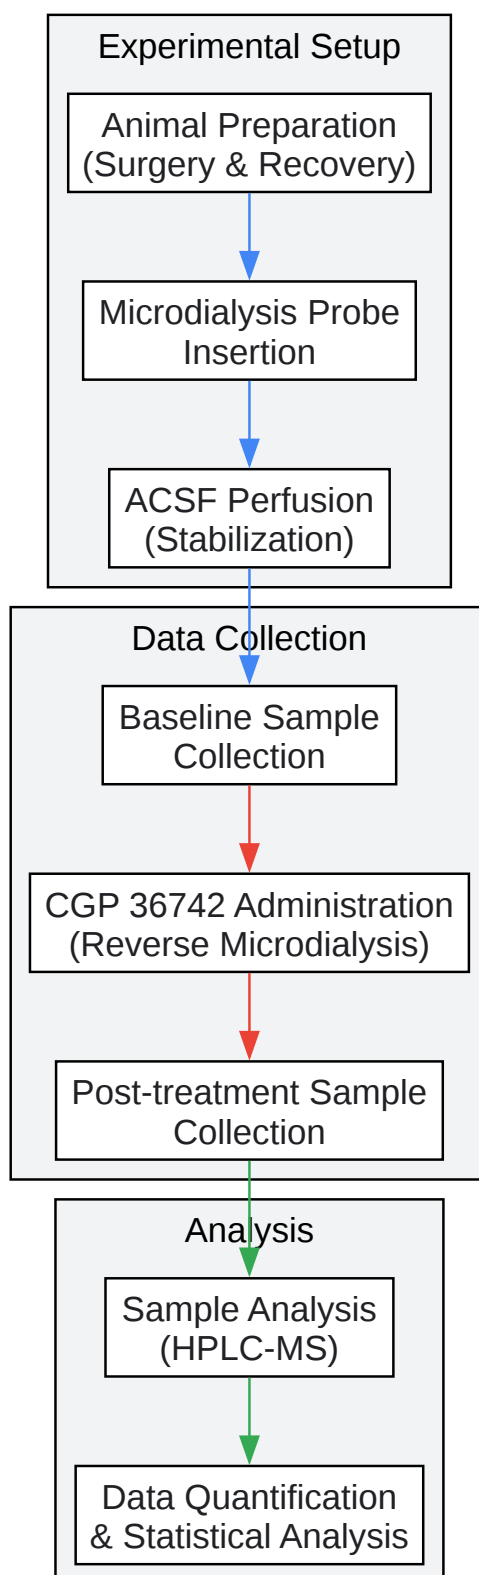 Experimental Setup
Animal Preparation
(Surgery & Recovery)
Microdialysis Probe
Insertion
ACSF Perfusion
(Stabilization)
Data Collection
Baseline Sample
Collection
CGP 36742 Administration
(Reverse Microdialysis)
Post-treatment Sample
Collection
Analysis
Sample Analysis
(HPLC-MS)
Data Quantification
& Statistical Analysis